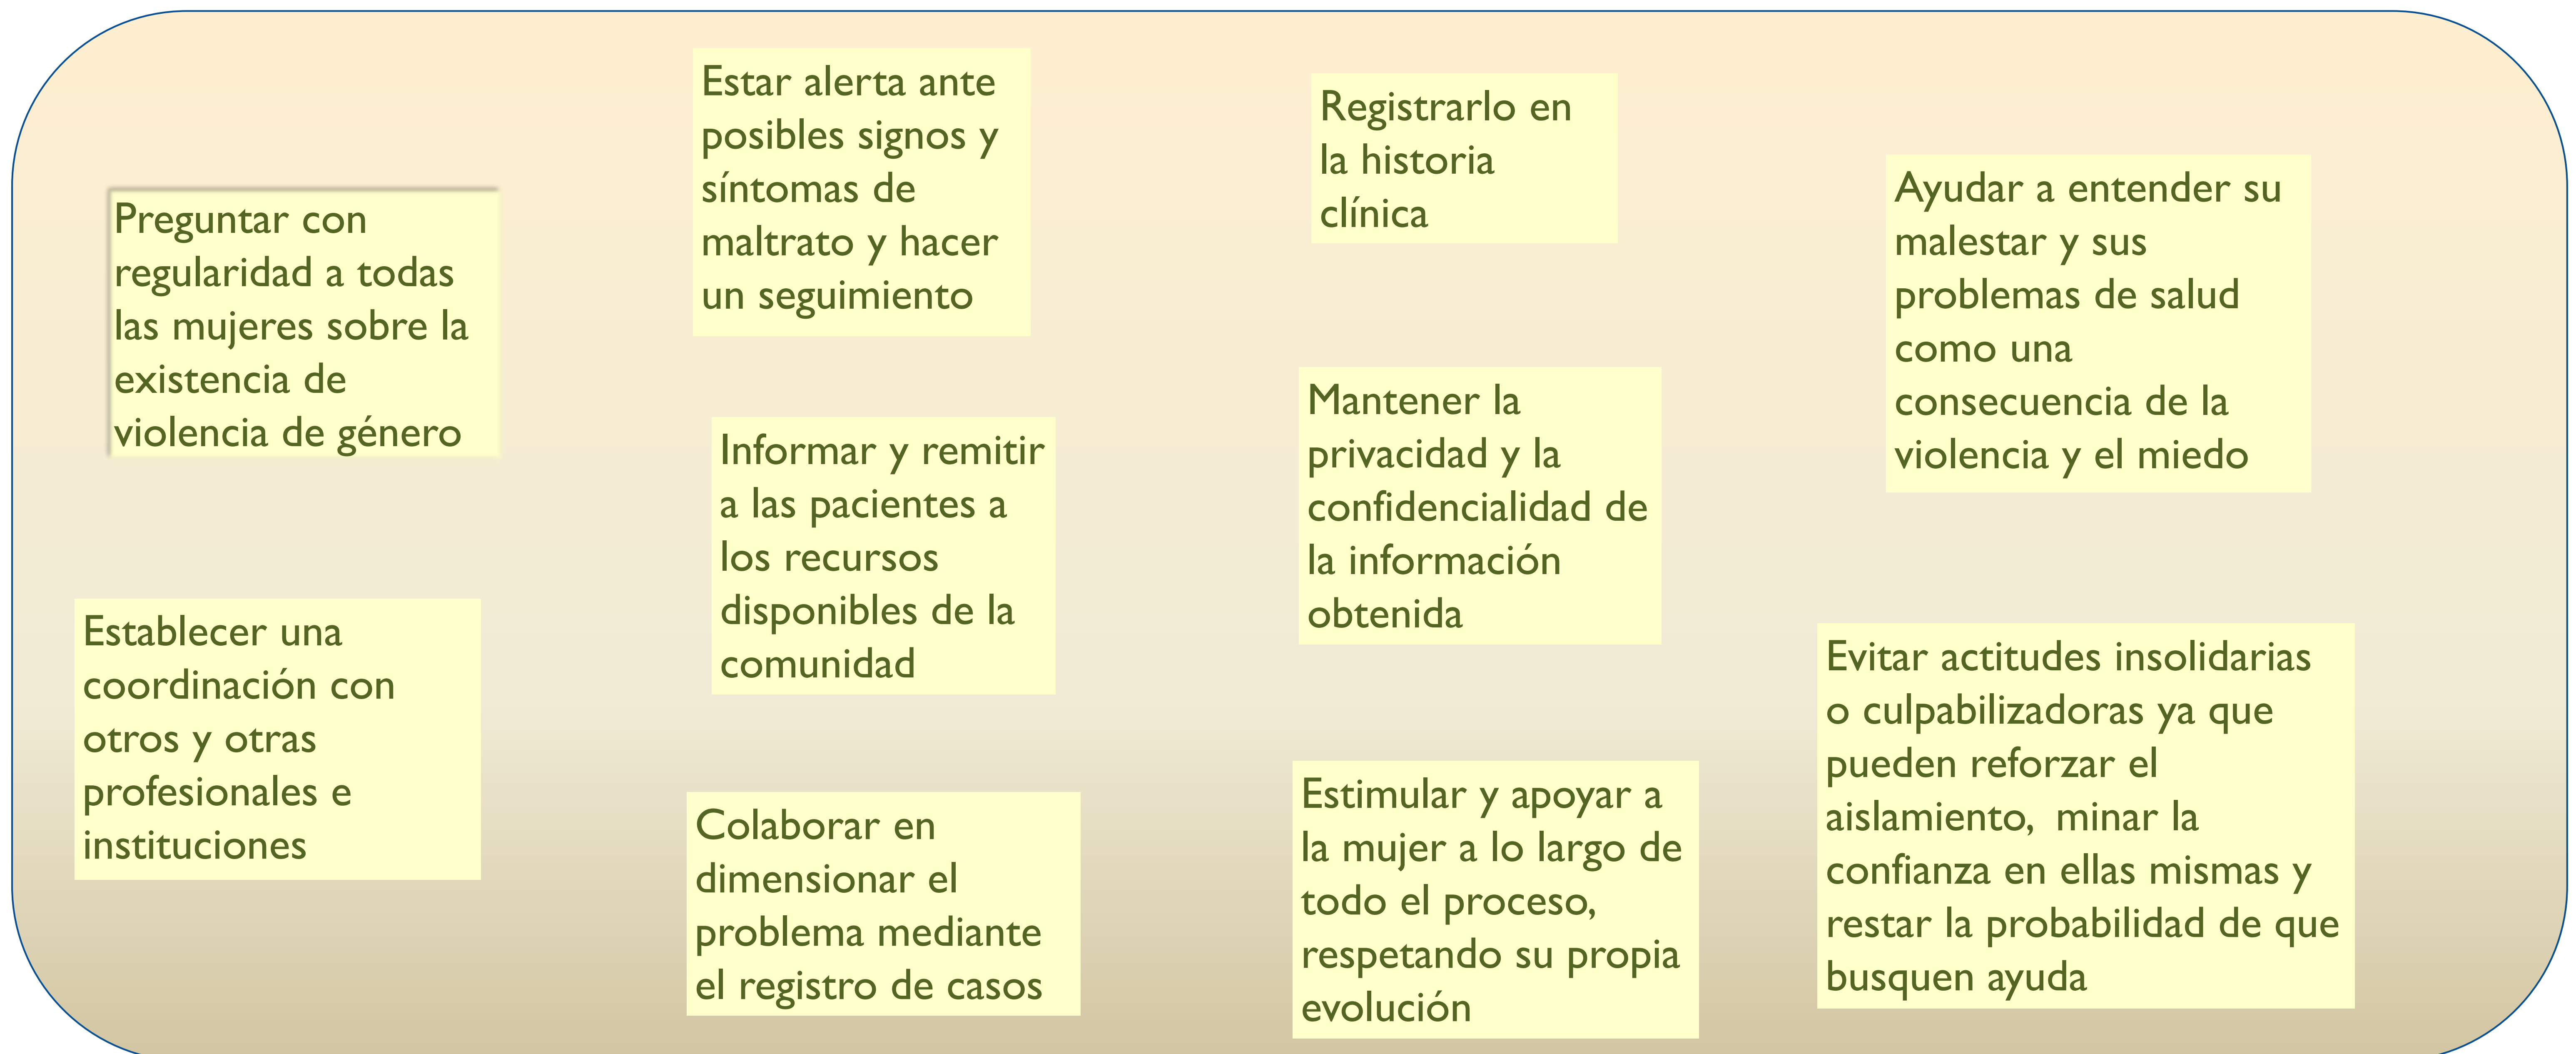 Preguntar con
regularidad a todas
las mujeres sobre la
existencia de
violencia de género
Establecer una
coordinación con
otros y otras
profesionales e
instituciones
Estar alerta ante
posibles signos y
síntomas de
maltrato y hacer
un seguimiento
Informar y remitir
a las pacientes a
los recursos
disponibles de la
comunidad
Colaborar en
dimensionar el
problema mediante
el registro de casos
Registrarlo en
la historia
clínica
Mantener la
privacidad y la
confidencialidad de
la información
obtenida
Estimular y apoyar a
la mujer a lo largo de
todo el proceso,
respetando su propia
evolución
Ayudar a entender su
malestar y sus
problemas de salud
como una
consecuencia de la
violencia y el miedo
Evitar actitudes insolidarias
o culpabilizadoras ya que
pueden reforzar el
aislamiento,  minar la
confianza en ellas mismas y
restar la probabilidad de que
busquen ayuda